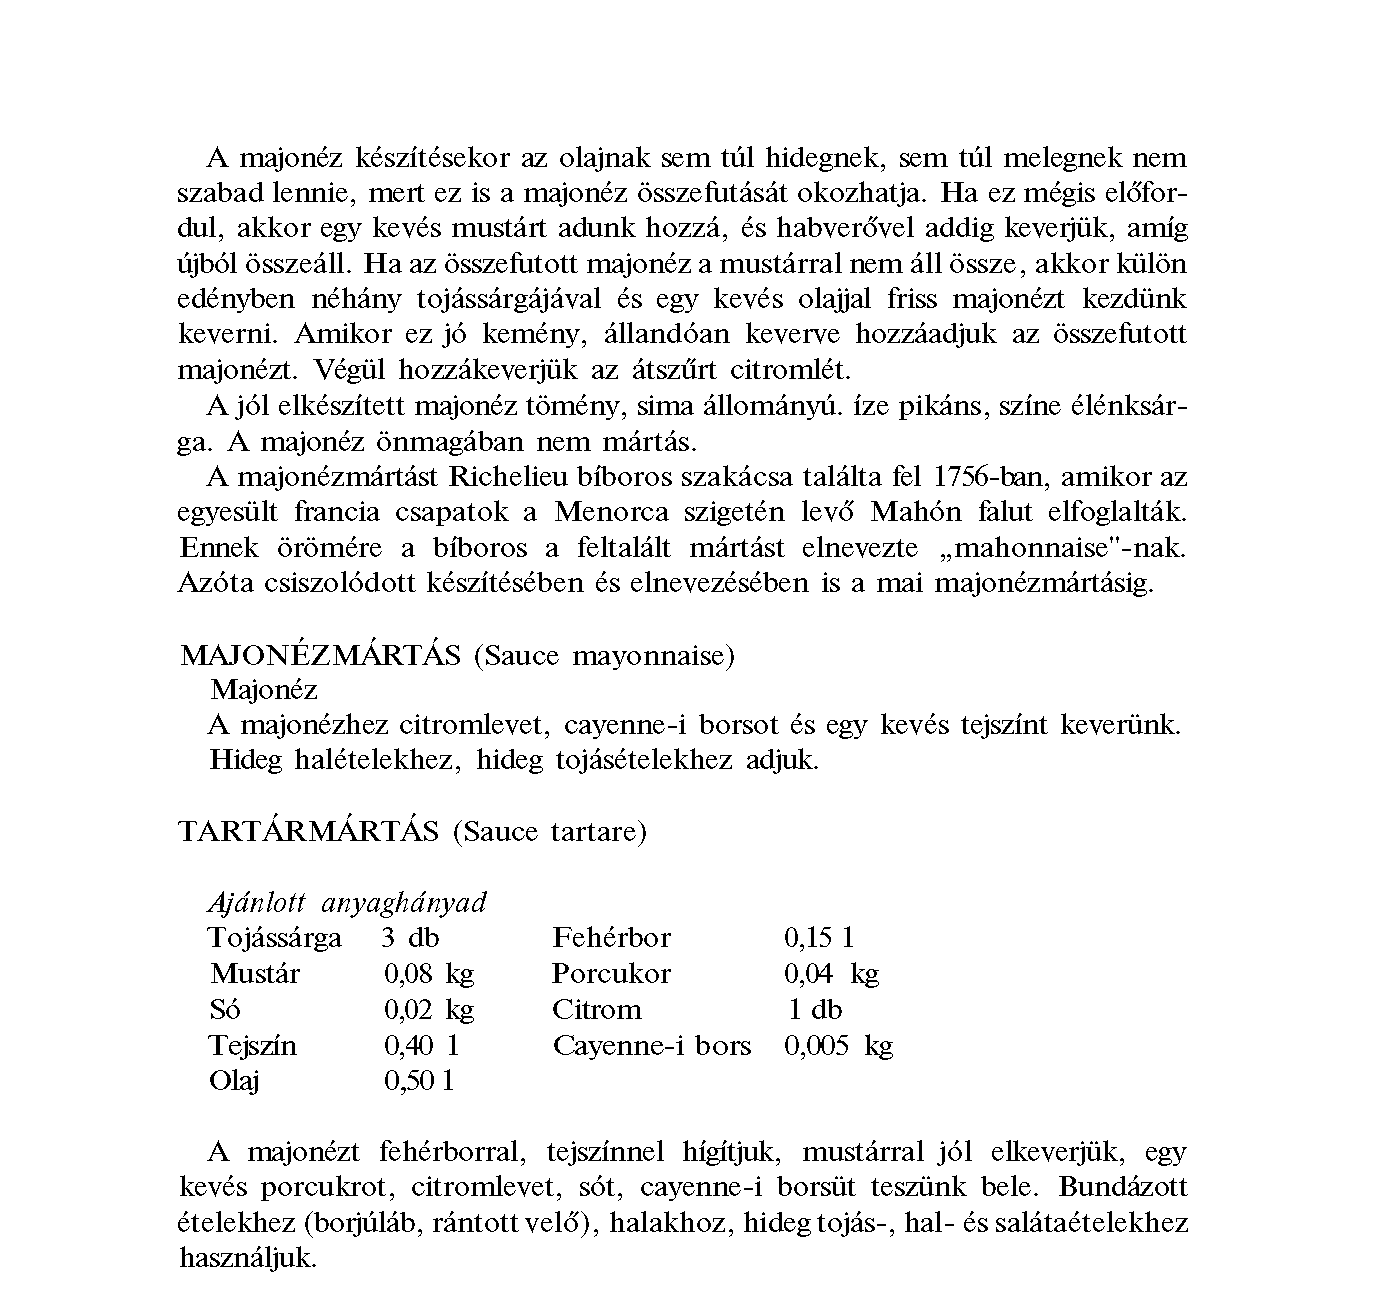 A majonéz készítésekor az olajnak sem túl hidegnek, sem túl melegnek nem
szabad lennie, mert ez is a majonéz összefutását okozhatja. Ha ez mégis előfor-
dul, akkor egy kevés mustárt adunk hozzá, és habverővel addig keverjük, amíg
újból összeáll. Ha az összefutott majonéz a mustárral nem áll össze, akkor külön
edényben néhány tojássárgájával és egy kevés olajjal friss majonézt kezdünk
keverni. Amikor ez jó kemény, állandóan keverve hozzáadjuk az összefutott
majonézt. Végül hozzákeverjük az átszűrt citromlét.
A jól elkészített majonéz tömény, sima állományú. íze pikáns, színe élénksár-
ga. A majonéz önmagában nem mártás.
A majonézmártást Richelieu bíboros szakácsa találta fel 1756-ban, amikor az
egyesült francia csapatok a Menorca szigetén levő Mahón falut elfoglalták.
Ennek örömére a bíboros a feltalált mártást elnevezte „mahonnaise"-nak.
Azóta csiszolódott készítésében és elnevezésében is a mai majonézmártásig.
MAJONÉZMÁRTÁS (Sauce mayonnaise)
Majonéz
A majonézhez citromlevet, cayenne-i borsot és egy kevés tejszínt keverünk.
Hideg halételekhez, hideg tojásételekhez adjuk.
TARTÁRMÁRTÁS (Sauce tartare)
Ajánlott anyaghányad
Tojássárga 3 db Fehérbor 0,15 l
Mustár 0,08 kg Porcukor 0,04 kg
Só 0,02 kg Citrom 1 db
Tejszín 0,40 l Cayenne-i bors 0,005 kg
Olaj 0,50 l
A majonézt fehérborral, tejszínnel hígítjuk, mustárral jól elkeverjük, egy
kevés porcukrot, citromlevet, sót, cayenne-i borsüt teszünk bele. Bundázott
ételekhez (borjúláb, rántott velő), halakhoz, hideg tojás-, hal- és salátaételekhez
használjuk.